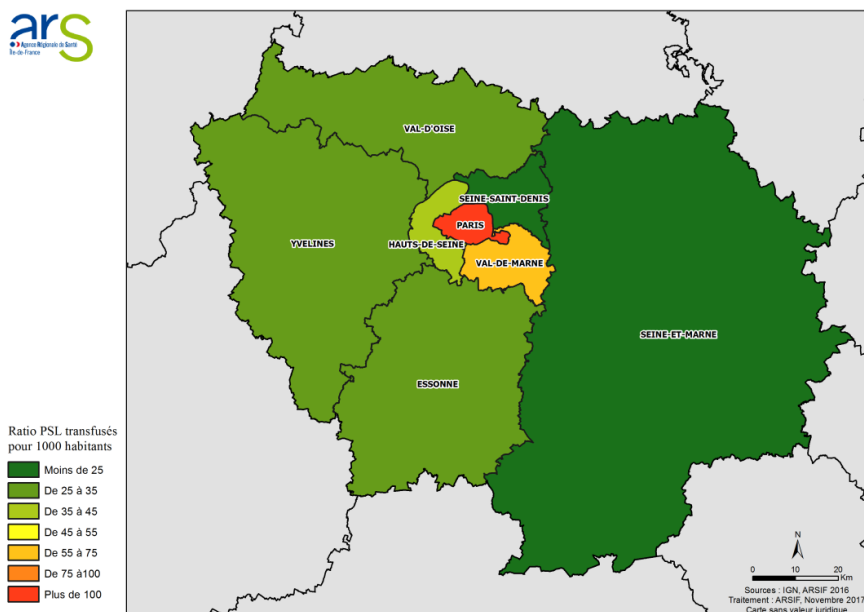 ars
Agence Régionale de Santé
Île-de-France
VAL-D'OISE
SEINE-SAINT-DENIS
PARIS
YVELINES
HAUTS-DE-SEINE
VAL-DE-MARNE
SEINE-ET-MARNE
ESSONNE
Ratio PSL transfusés
pour 1000 habitants
Moins de 25
De 25 à 35
De 35 à 45
De 45 à 55
De 55 à 75
De 75 à100
Plus de 100
N
0 10 20
Km
Sources : IGN, ARSIF 2016
Traitement : ARSIF, Novembre 2017
Carte sans valeur juridique